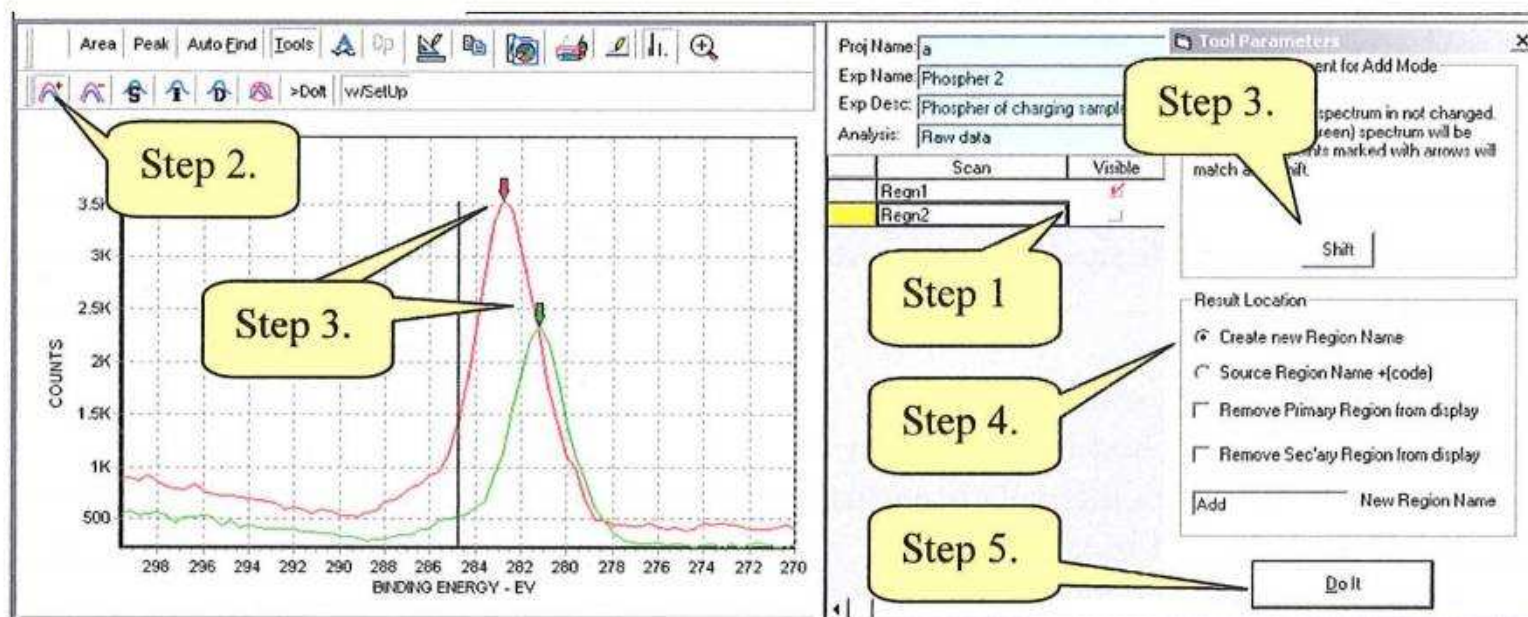 Area Peak Auto Find Tools Dp
S I D >DoIt w/SetUp
Step 2.
3.5K
3K
2.5K
2K
1.5K
1K
500
COUNTS
Step 3.
298 296 294 292 290 288 286 284 282 280 278 276 274 272 270
BINDING ENERGY - EV
Proj Name: a
Exp Name: Phospher 2
Exp Desc: Phospher of charging sample
Analysis: Raw data
Scan Visible
Regn1
Regn2
Step 1
Tool Parameters
ent for Add Mode
Step 3.
spectrum in not changed.
reen) spectrum will be
nts marked with arrows will
match a hift.
Shift
Result Location
Create new Region Name
Source Region Name +(code)
Remove Primary Region from display
Remove Sec'ary Region from display
Add New Region Name
Step 4.
Step 5.
Do It